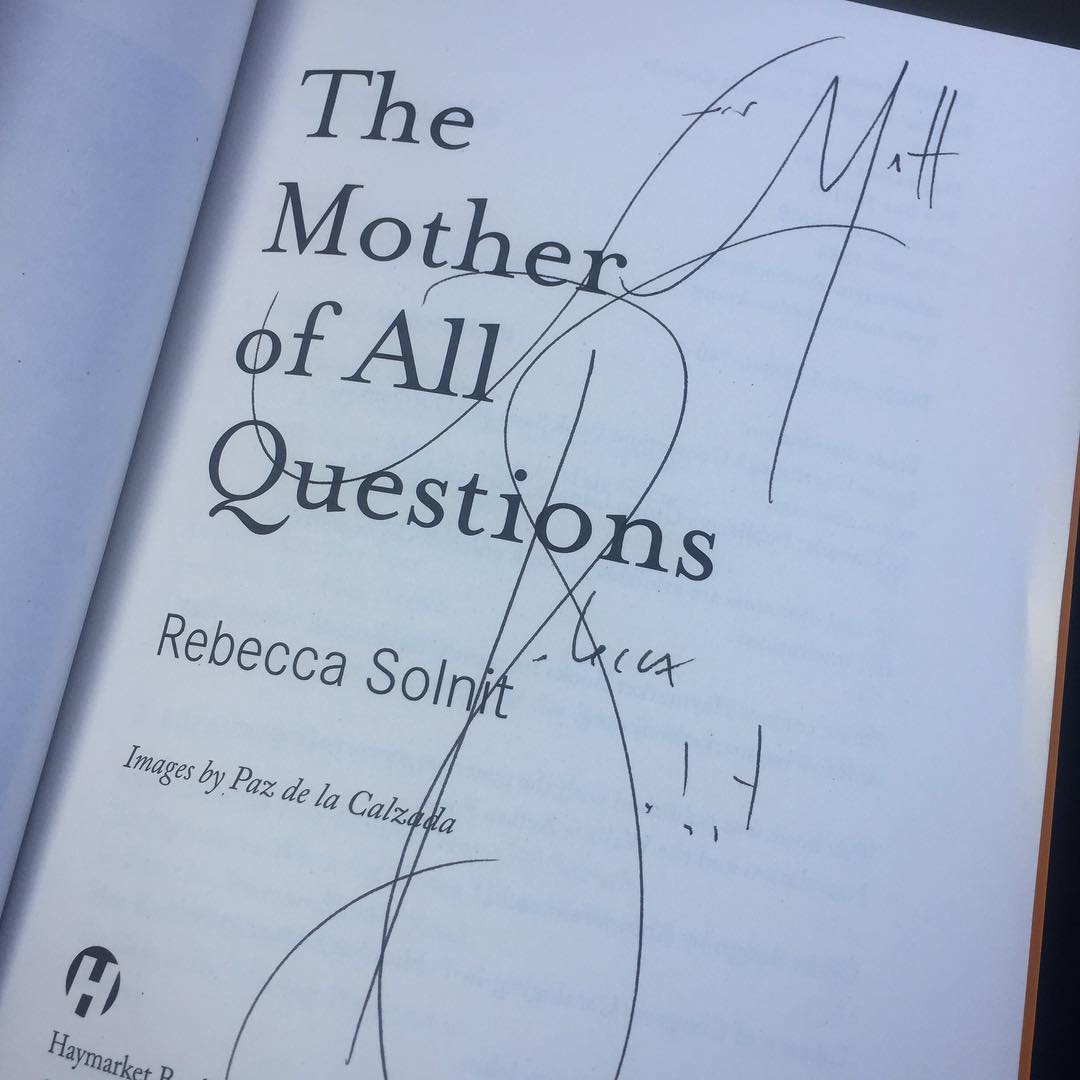 The
Mother
of All
Questions
Rebecca Solnit
Images by Paz de la Calzada
H
Haymarket
for Matt